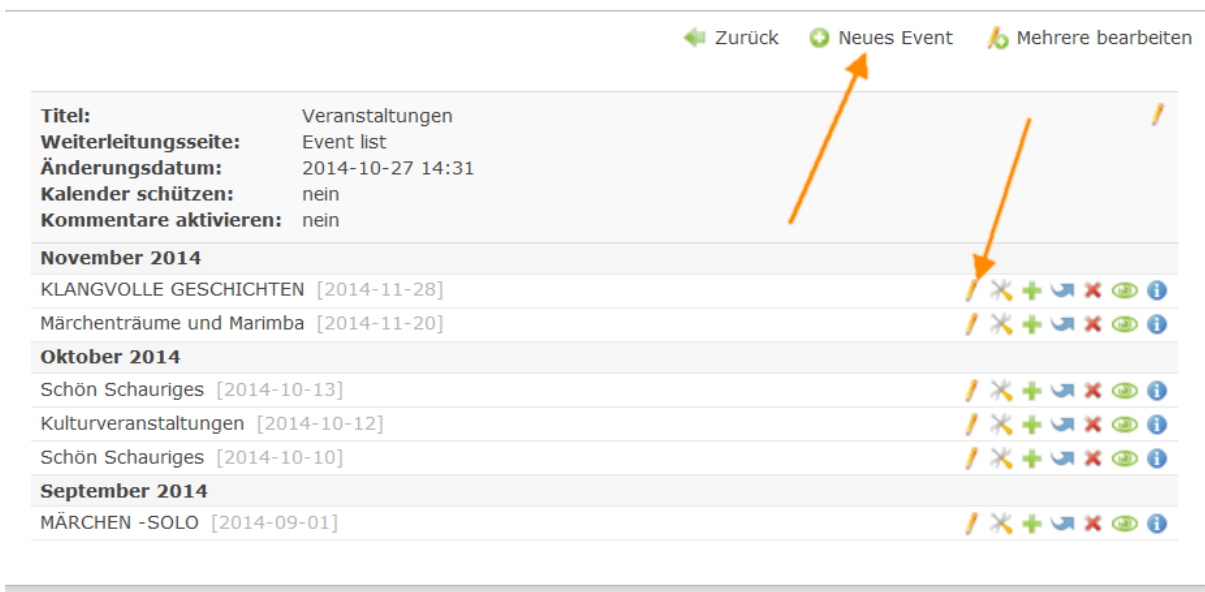 Zurück Neues Event Mehrere bearbeiten
Titel: Veranstaltungen
Weiterleitungsseite: Event list
Änderungsdatum: 2014-10-27 14:31
Kalender schützen: nein
Kommentare aktivieren: nein
November 2014
KLANGVOLLE GESCHICHTEN [2014-11-28]
Märchenträume und Marimba [2014-11-20]
Oktober 2014
Schön Schauriges [2014-10-13]
Kulturveranstaltungen [2014-10-12]
Schön Schauriges [2014-10-10]
September 2014
MÄRCHEN -SOLO [2014-09-01]